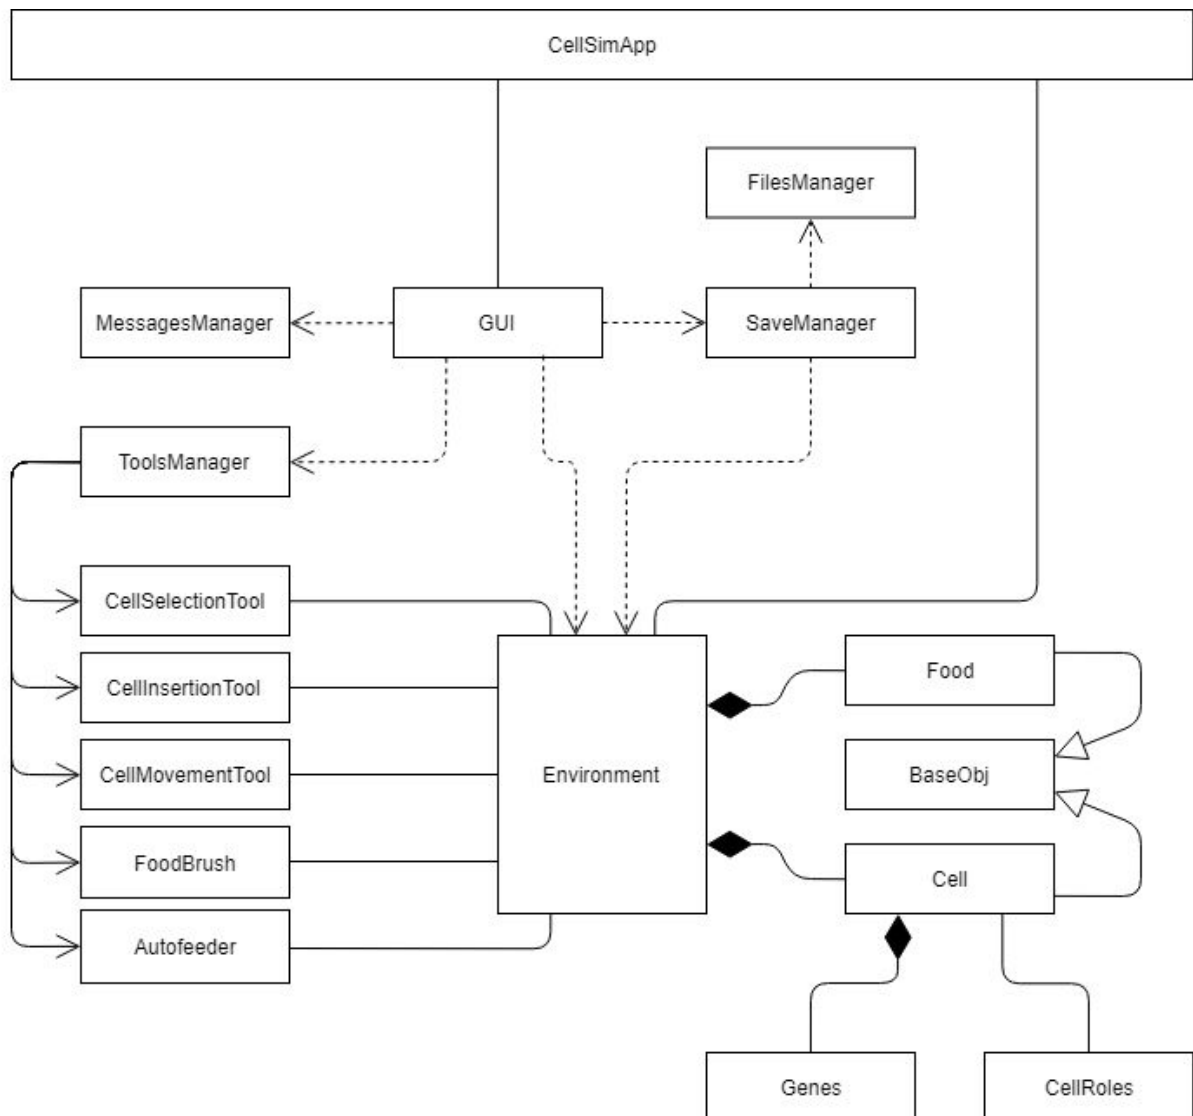 CellSimApp
FilesManager
MessagesManager
GUI
SaveManager
ToolsManager
CellSelectionTool
CellInsertionTool
CellMovementTool
FoodBrush
Autofeeder
Environment
Food
BaseObj
Cell
Genes
CellRoles